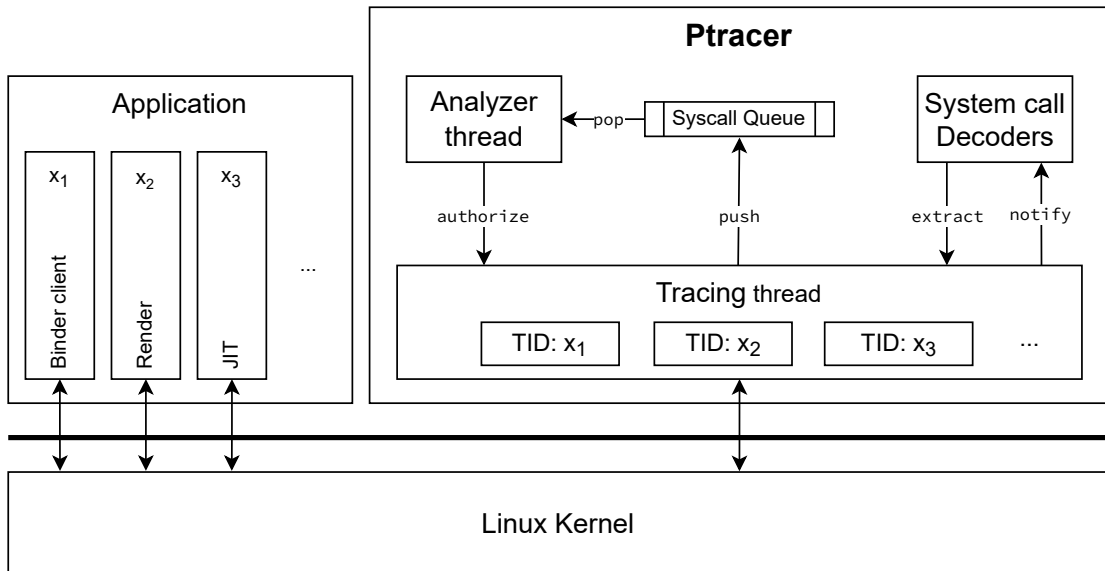 Ptracer
Application
x1
x2
x3
Binder client
Render
JIT
...
Analyzer
thread
pop
Syscall Queue
System call
Decoders
authorize
push
extract
notify
Tracing thread
TID: x1
TID: x2
TID: x3
...
Linux Kernel